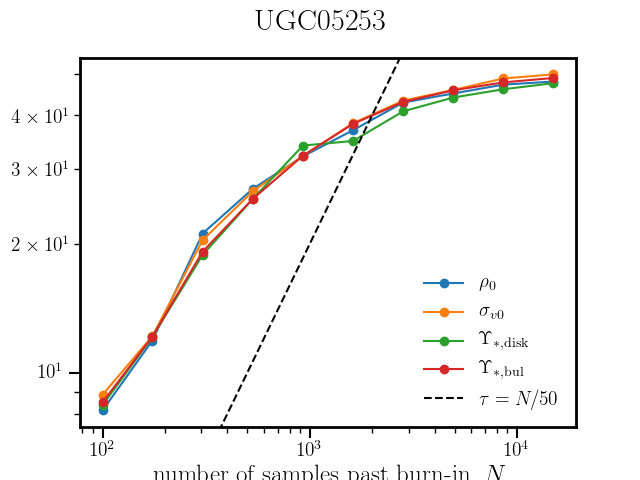 UGC05253
4 × 10¹
3 × 10¹
2 × 10¹
10¹
ρ₀
σᵥ₀
ϒ∗,disk
ϒ∗,bul
τ = N/50
10² 10³ 10⁴
number of samples past burn-in, N